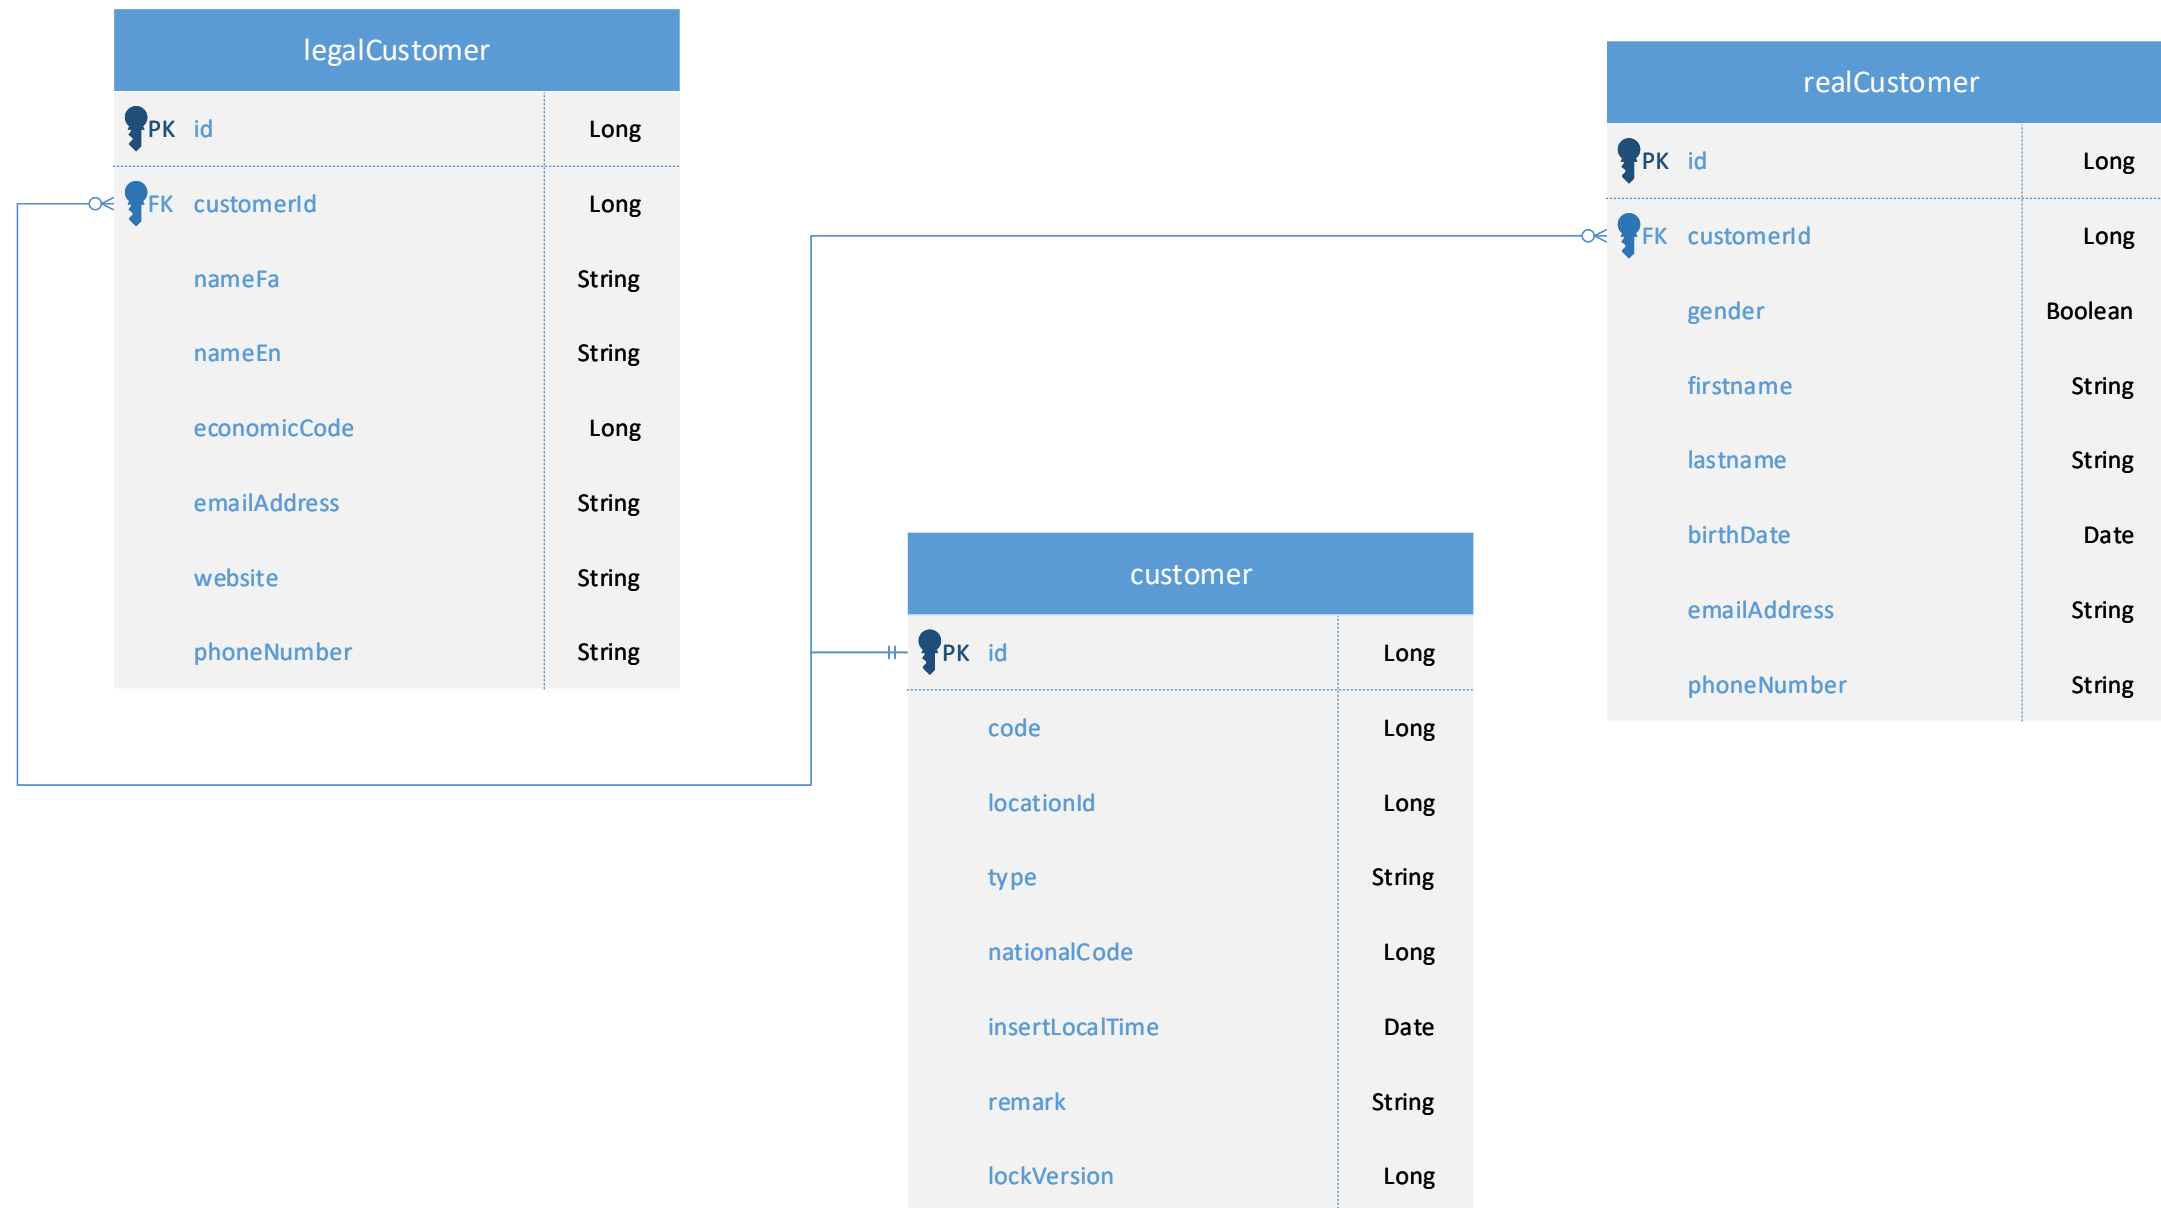 legalCustomer
PK id Long
FK customerId Long
nameFa String
nameEn String
economicCode Long
emailAddress String
website String
phoneNumber String
realCustomer
PK id Long
FK customerId Long
gender Boolean
firstname String
lastname String
birthDate Date
emailAddress String
phoneNumber String
customer
PK id Long
code Long
locationId Long
type String
nationalCode Long
insertLocalTime Date
remark String
lockVersion Long